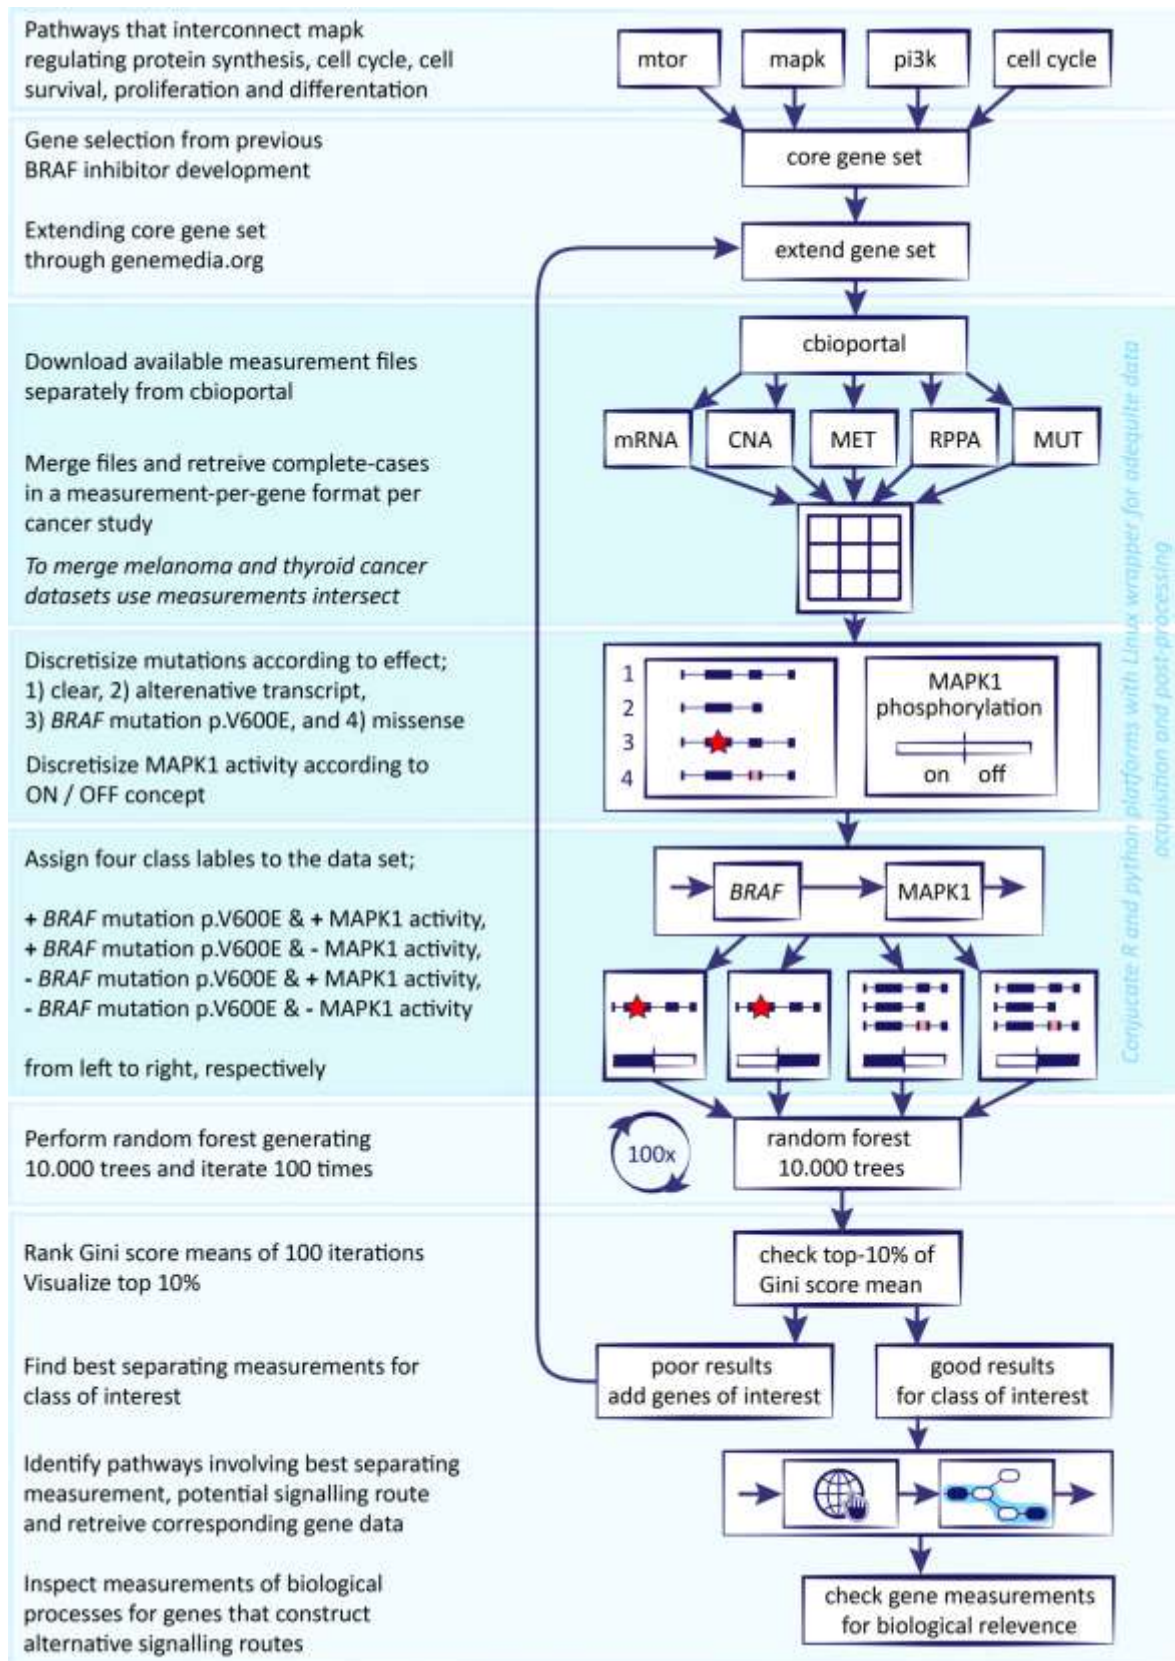 Pathways that interconnect mapk
regulating protein synthesis, cell cycle, cell
survival, proliferation and differentation
mtor
mapk
pi3k
cell cycle
Gene selection from previous
BRAF inhibitor development
core gene set
Extending core gene set
through genemedia.org
extend gene set
Download available measurement files
separately from cbioportal
cbioportal
mRNA
CNA
MET
RPPA
MUT
Merge files and retreive complete-cases
in a measurement-per-gene format per
cancer study
To merge melanoma and thyroid cancer
datasets use measurements intersect
Discretisize mutations according to effect;
1) clear, 2) alterenative transcript,
3) BRAF mutation p.V600E, and 4) missense
Discretisize MAPK1 activity according to
ON / OFF concept
1
2
3
4
MAPK1
phosphorylation
on off
Conjucate R and python platforms with Linux wrapper for adequite data
acquisition and post-processing
Assign four class lables to the data set;
+ BRAF mutation p.V600E & + MAPK1 activity,
+ BRAF mutation p.V600E & - MAPK1 activity,
- BRAF mutation p.V600E & + MAPK1 activity,
- BRAF mutation p.V600E & - MAPK1 activity
from left to right, respectively
BRAF
MAPK1
Perform random forest generating
10.000 trees and iterate 100 times
100x
random forest
10.000 trees
Rank Gini score means of 100 iterations
Visualize top 10%
check top-10% of
Gini score mean
Find best separating measurements for
class of interest
poor results
add genes of interest
good results
for class of interest
Identify pathways involving best separating
measurement, potential signalling route
and retreive corresponding gene data
Inspect measurements of biological
processes for genes that construct
alternative signalling routes
check gene measurements
for biological relevence